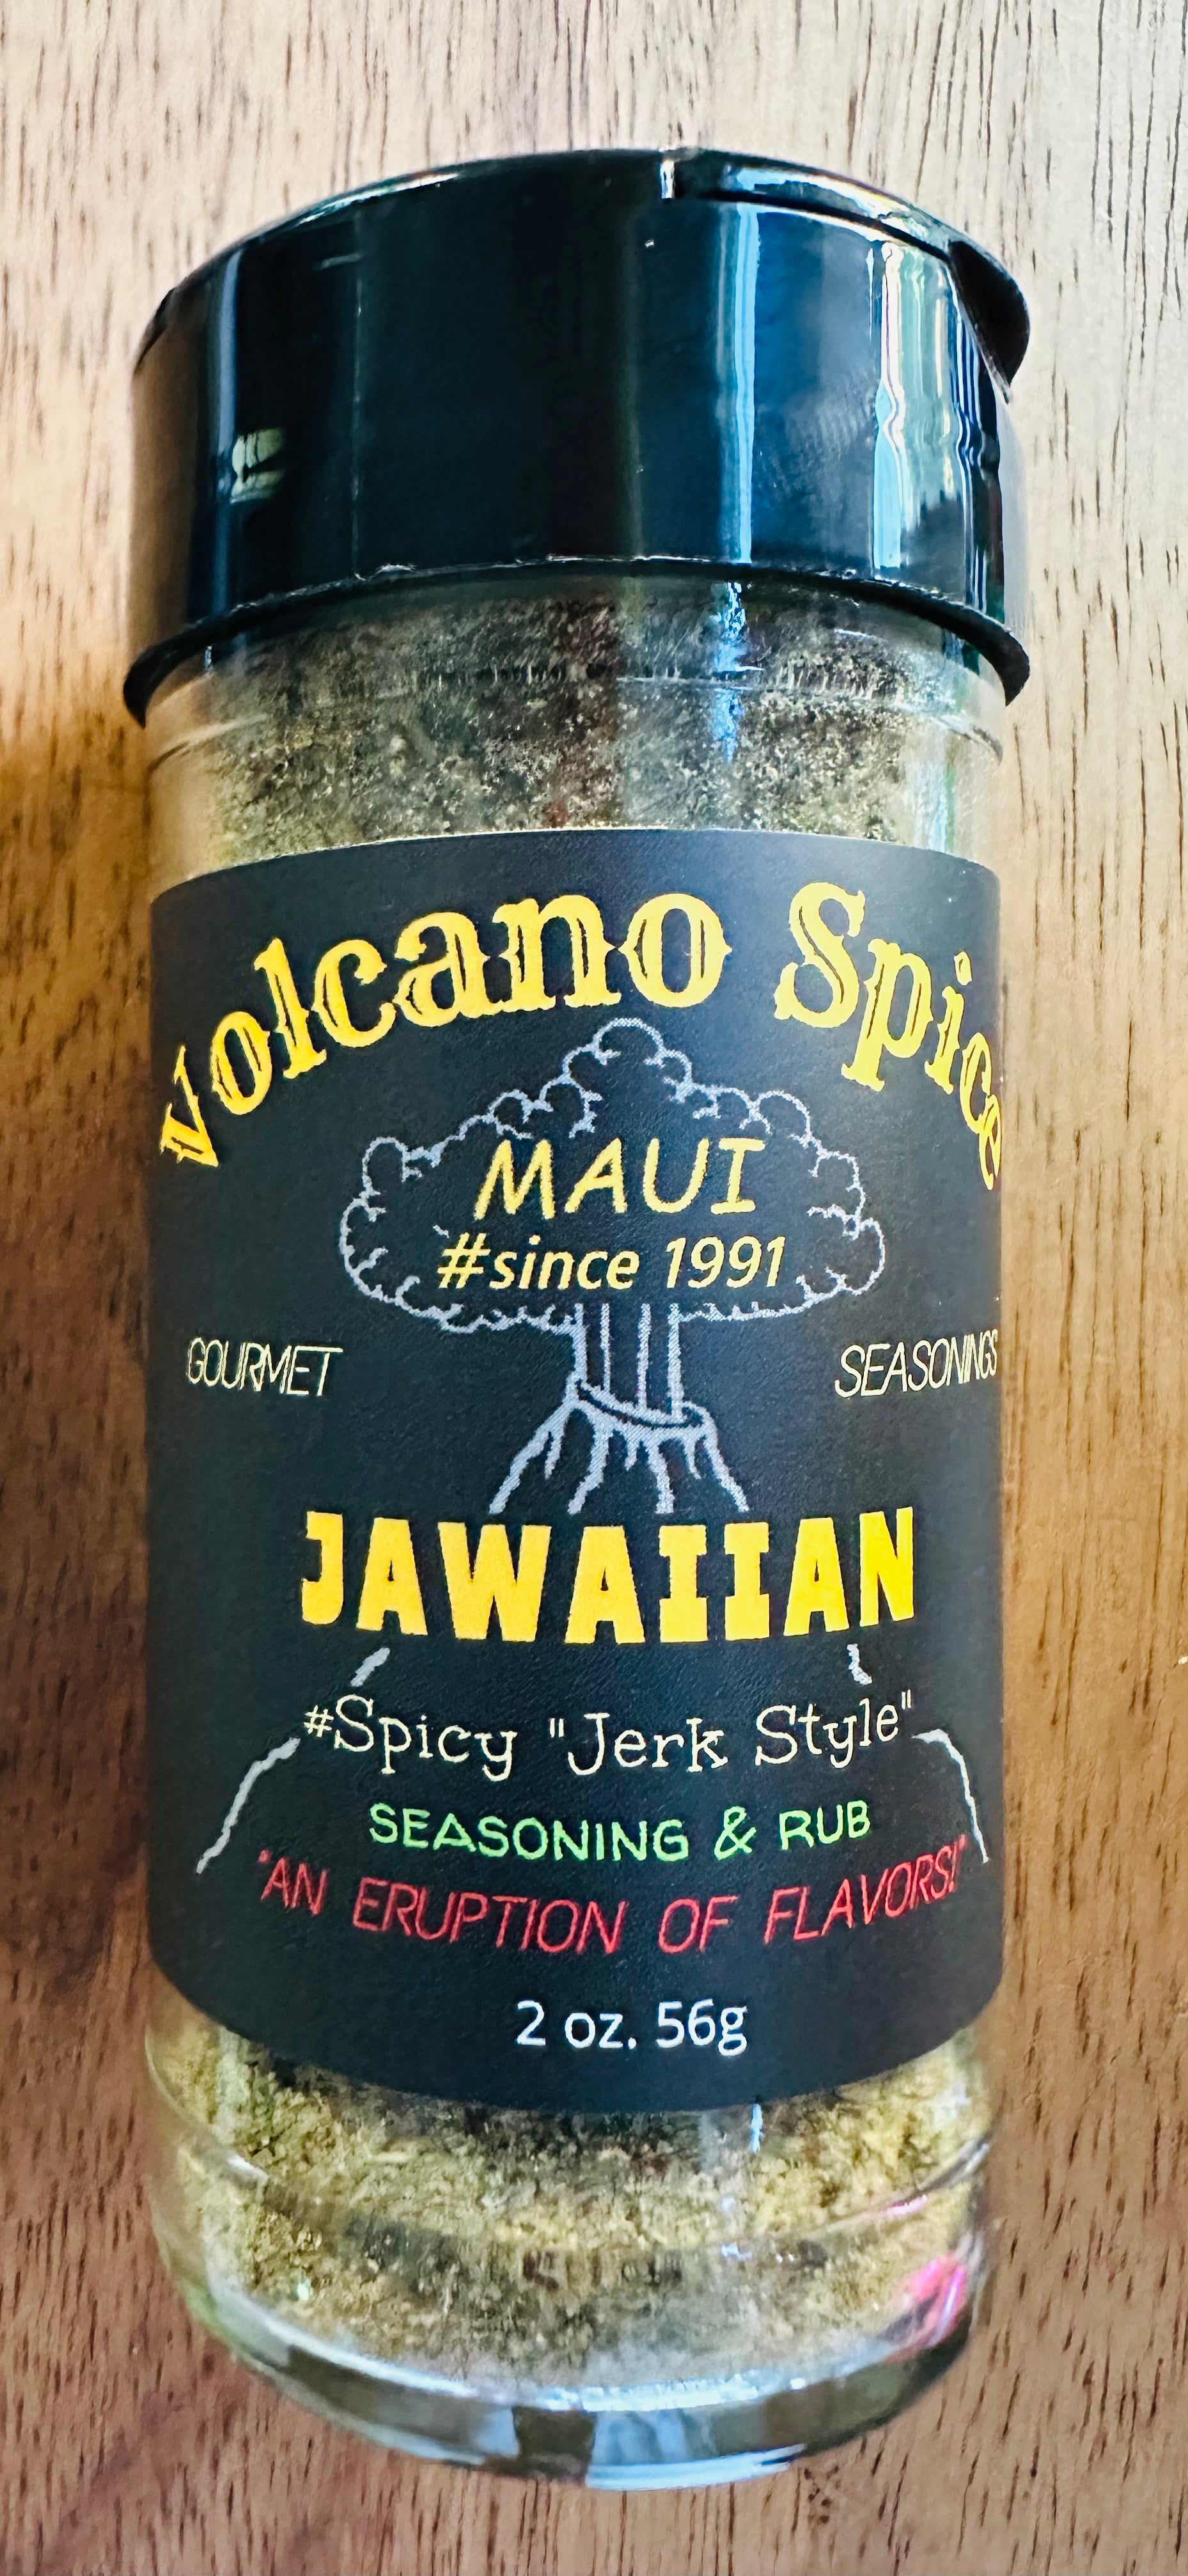 Volcano Spice
MAUI
#since 1991
GOURMET SEASONINGS
JAWAIIAN
#Spicy "Jerk Style"
SEASONING & RUB
"AN ERUPTION OF FLAVORS!"
2 oz. 56g